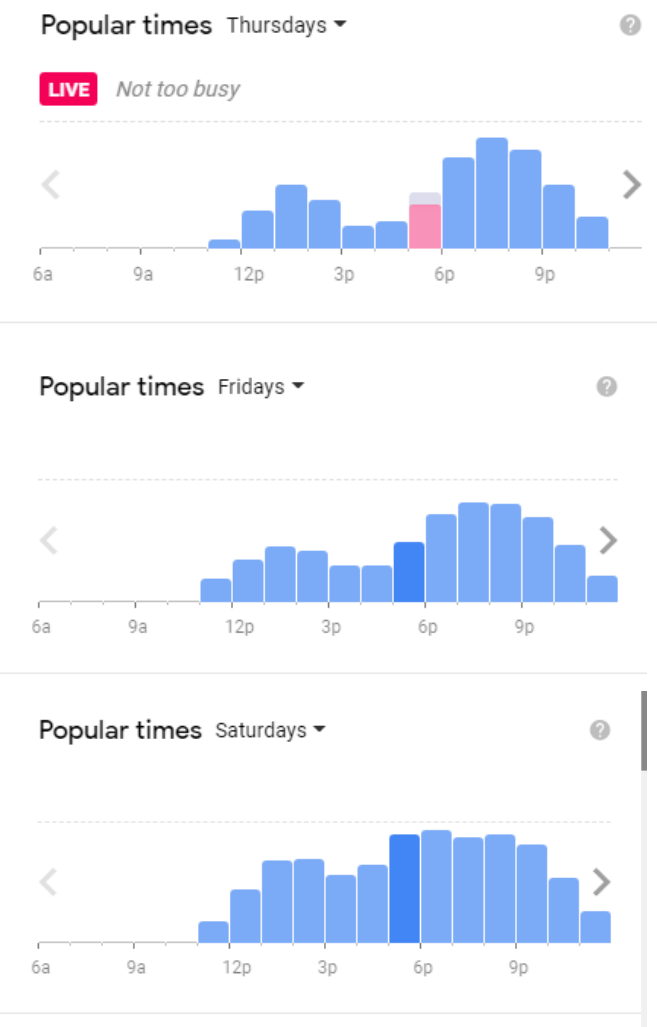 Popular times Thursdays
LIVE Not too busy
6a 9a 12p 3p 6p 9p
Popular times Fridays
6a 9a 12p 3p 6p 9p
Popular times Saturdays
6a 9a 12p 3p 6p 9p